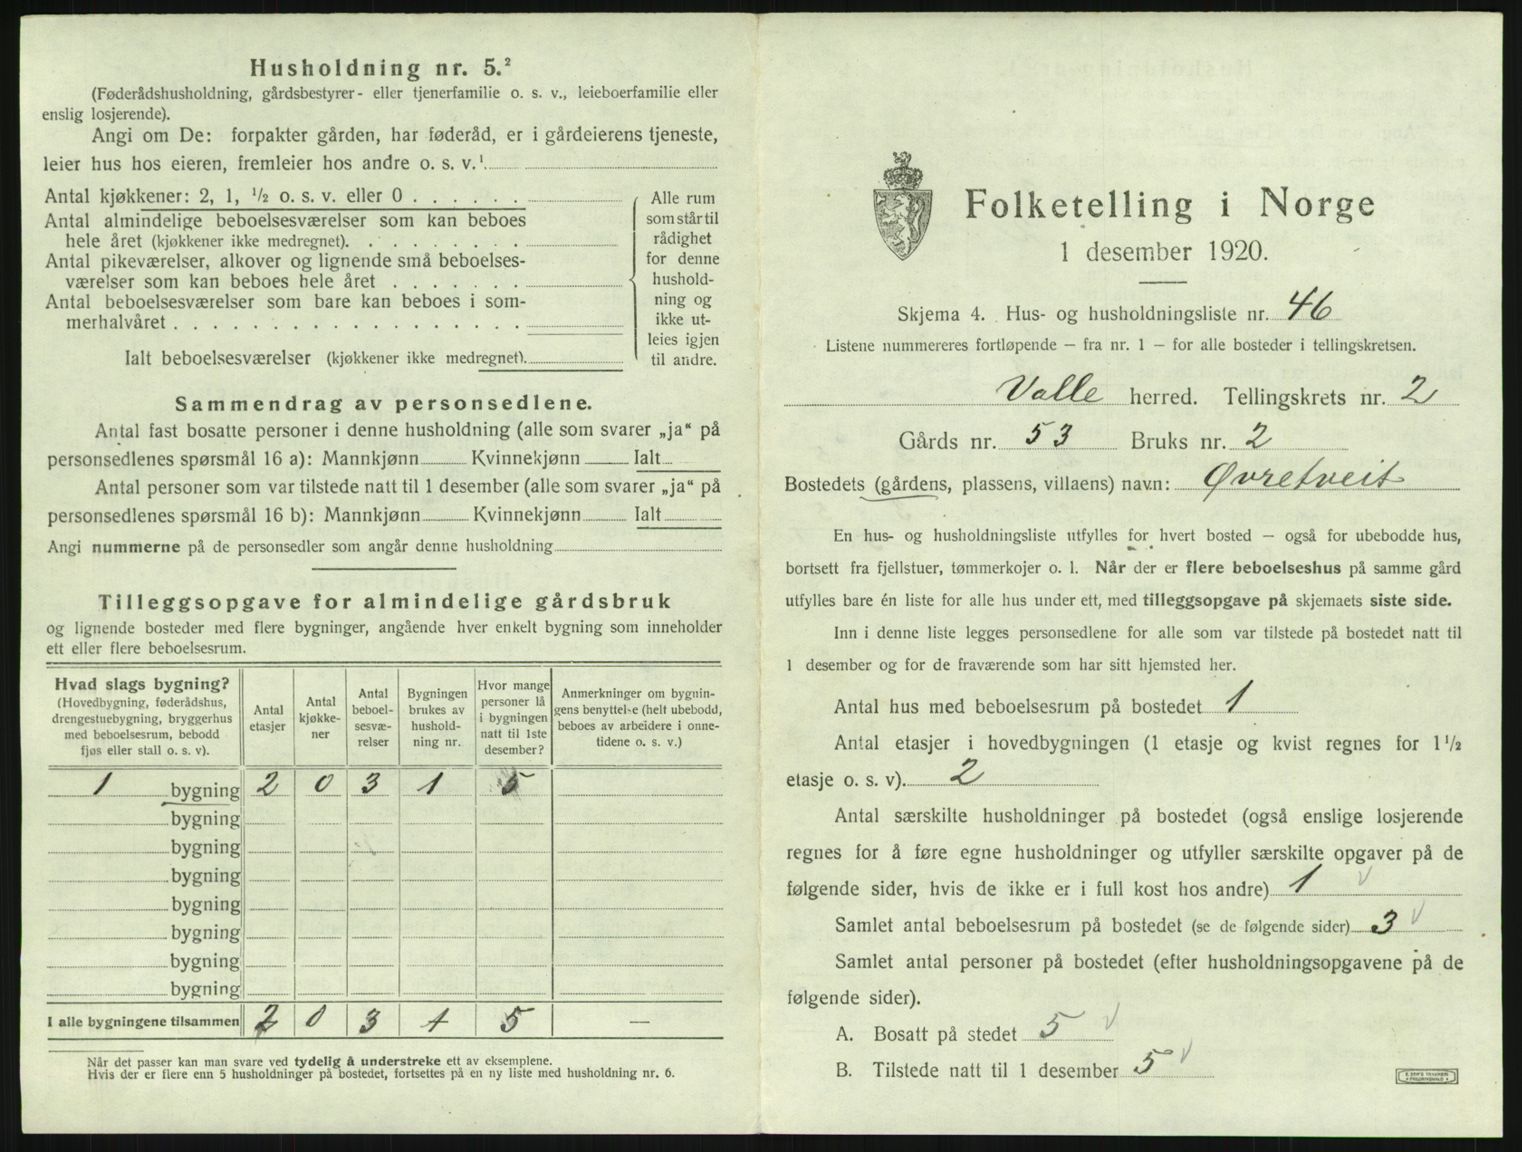 Husholdning nr. 5.²
(Føderådshusholdning, gårdsbestyrer- eller tjenerfamilie o. s. v., leieboerfamilie eller
enslig losjerende).
Angi om De: forpakter gården, har føderåd, er i gårdeierens tjeneste,
leier hus hos eieren, fremleier hos andre o. s. v.¹
Antal kjøkkener: 2, 1, ½ o. s. v. eller 0 . . . . . .
Antal almindelige beboelsesværelser som kan beboes
hele året (kjøkkener ikke medregnet). . . . . . . . .
Antal pikeværelser, alkover og lignende små beboelses-
værelser som kan beboes hele året . . . . . . .
Antal beboelsesværelser som bare kan beboes i som-
merhalvåret . . . . . . . . . . . . . . . . . .
Ialt beboelsesværelser (kjøkkener ikke medregnet).
Alle rum
som står til
rådighet
for denne
hushold-
ning og
ikke ut-
leies igjen
til andre.
Sammendrag av personsedlene.
Antal fast bosatte personer i denne husholdning (alle som svarer „ja“ på
personsedlenes spørsmål 16 a): Mannkjønn Kvinnekjønn Ialt
Antal personer som var tilstede natt til 1 desember (alle som svarer „ja“ på
personsedlenes spørsmål 16 b): Mannkjønn Kvinnekjønn Ialt
Angi nummerne på de personsedler som angår denne husholdning
Tilleggsopgave for almindelige gårdsbruk
og lignende bosteder med flere bygninger, angående hver enkelt bygning som inneholder
ett eller flere beboelsesrum.
Hvad slags bygning?
(Hovedbygning, føderådshus,
drengestuebygning, bryggerhus
med beboelsesrum, bebodd
fjøs eller stall o. s. v).
Antal
etasjer
Antal
kjøkke-
ner
Antal
beboel-
sesvæ-
relser
Bygningen
brukes av
hushold-
ning nr.
Hvor mange
personer lå
i bygningen
natt til 1ste
desember?
Anmerkninger om bygnin-
gens benyttelse (helt ubebodd,
beboes av arbeidere i onne-
tidene o. s. v.)
1 bygning 2 0 3 1 5
bygning
bygning
bygning
bygning
bygning
bygning
bygning
I alle bygningene tilsammen 2 0 3 1 5 —
Når det passer kan man svare ved tydelig å understreke ett av eksemplene.
Hvis der er flere enn 5 husholdninger på bostedet, fortsettes på en ny liste med husholdning nr. 6.
Folketelling i Norge
1 desember 1920.
Skjema 4. Hus- og husholdningsliste nr. 46
Listene nummereres fortløpende — fra nr. 1 — for alle bosteder i tellingskretsen.
Valle herred. Tellingskrets nr. 2
Gårds nr. 53 Bruks nr. 2
Bostedets (gårdens, plassens, villaens) navn: Øvretveit
En hus- og husholdningsliste utfylles for hvert bosted — også for ubebodde hus,
bortsett fra fjellstuer, tømmerkojer o. l. Når der er flere beboelseshus på samme gård
utfylles bare én liste for alle hus under ett, med tilleggsopgave på skjemaets siste side.
Inn i denne liste legges personsedlene for alle som var tilstede på bostedet natt til
1 desember og for de fraværende som har sitt hjemsted her.
Antal hus med beboelsesrum på bostedet 1
Antal etasjer i hovedbygningen (1 etasje og kvist regnes for 1½
etasje o. s. v). 2
Antal særskilte husholdninger på bostedet (også enslige losjerende
regnes for å føre egne husholdninger og utfyller særskilte opgaver på de
følgende sider, hvis de ikke er i full kost hos andre) 1
Samlet antal beboelsesrum på bostedet (se de følgende sider) 3
Samlet antal personer på bostedet (efter husholdningsopgavene på de
følgende sider).
A. Bosatt på stedet 5
B. Tilstede natt til 1 desember 5